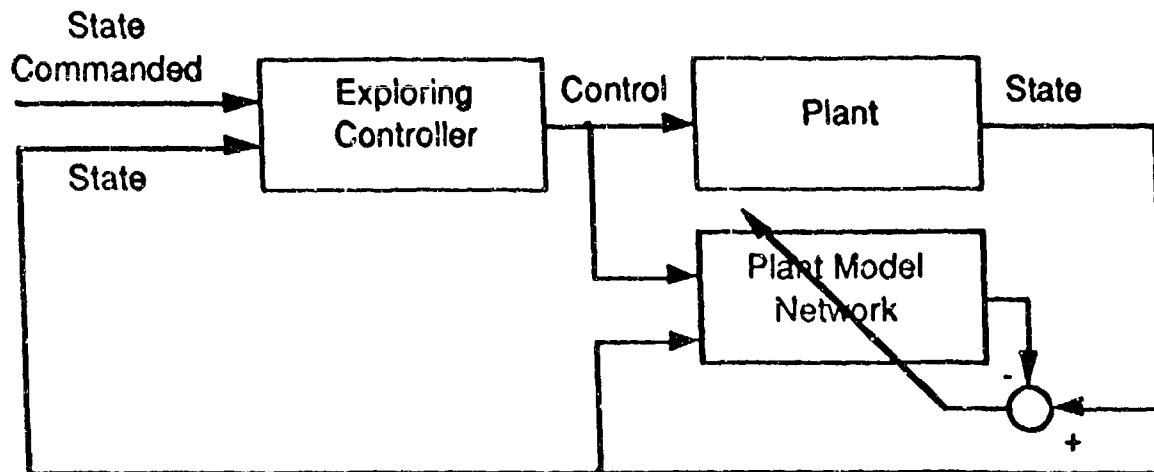 State
Commanded
State
Exploring
Controller
Control
Plant
State
Plant Model
Network
-
+